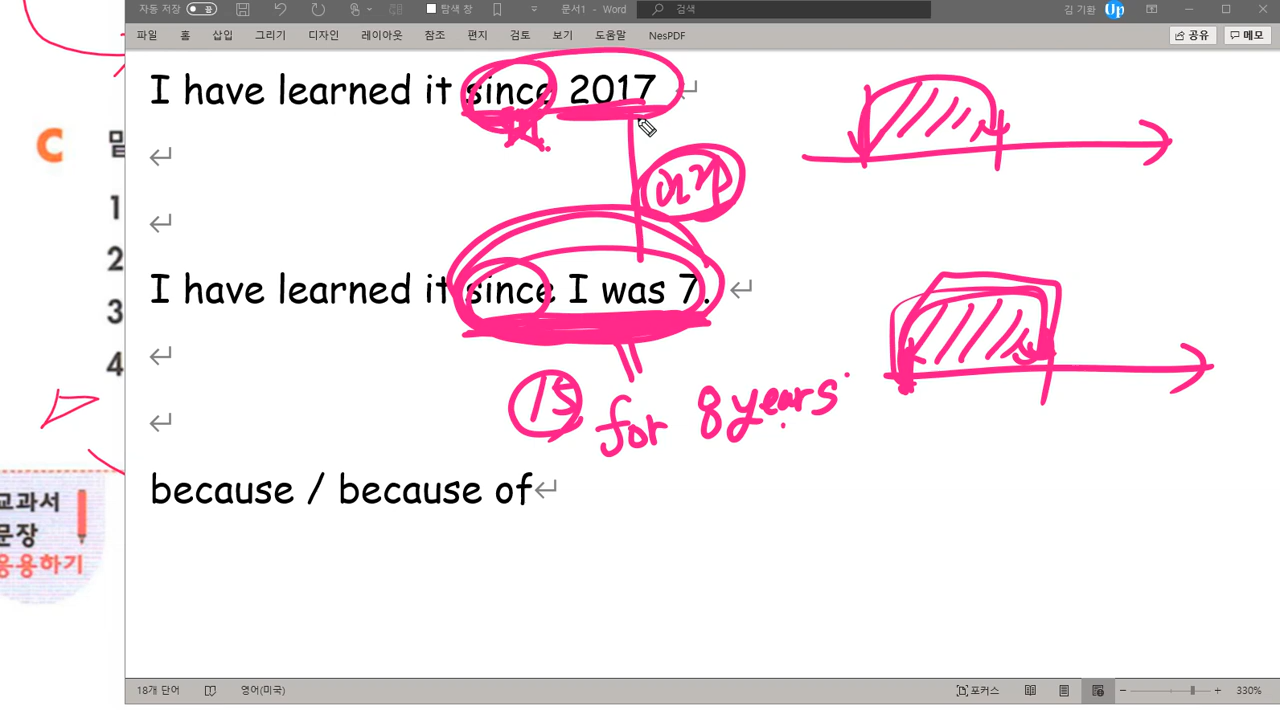 자동 저장 끔 탐색 창 문서1 - Word 검색 김 기환 Up
파일 홈 삽입 그리기 디자인 레이아웃 참조 편지 검토 보기 도움말 NesPDF 공유 메모
I have learned it since 2017
C
1
2
3
4
I have learned it since I was 7.
15 for 8 years
because / because of
교과서
문장
응용하기
18개 단어 영어(미국) 포커스 330%